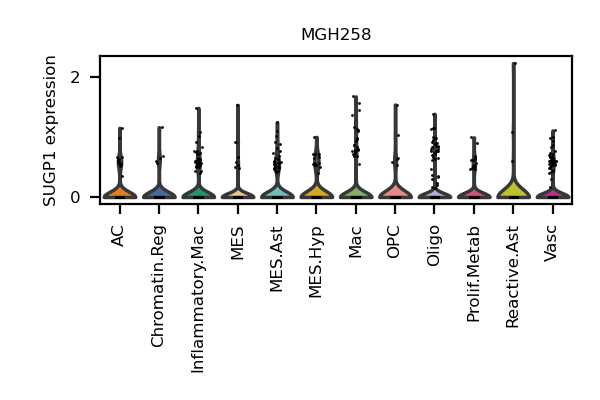 MGH258
SUGP1 expression
2
0
AC
Chromatin.Reg
Inflammatory.Mac
MES
MES.Ast
MES.Hyp
Mac
OPC
Oligo
Prolif.Metab
Reactive.Ast
Vasc